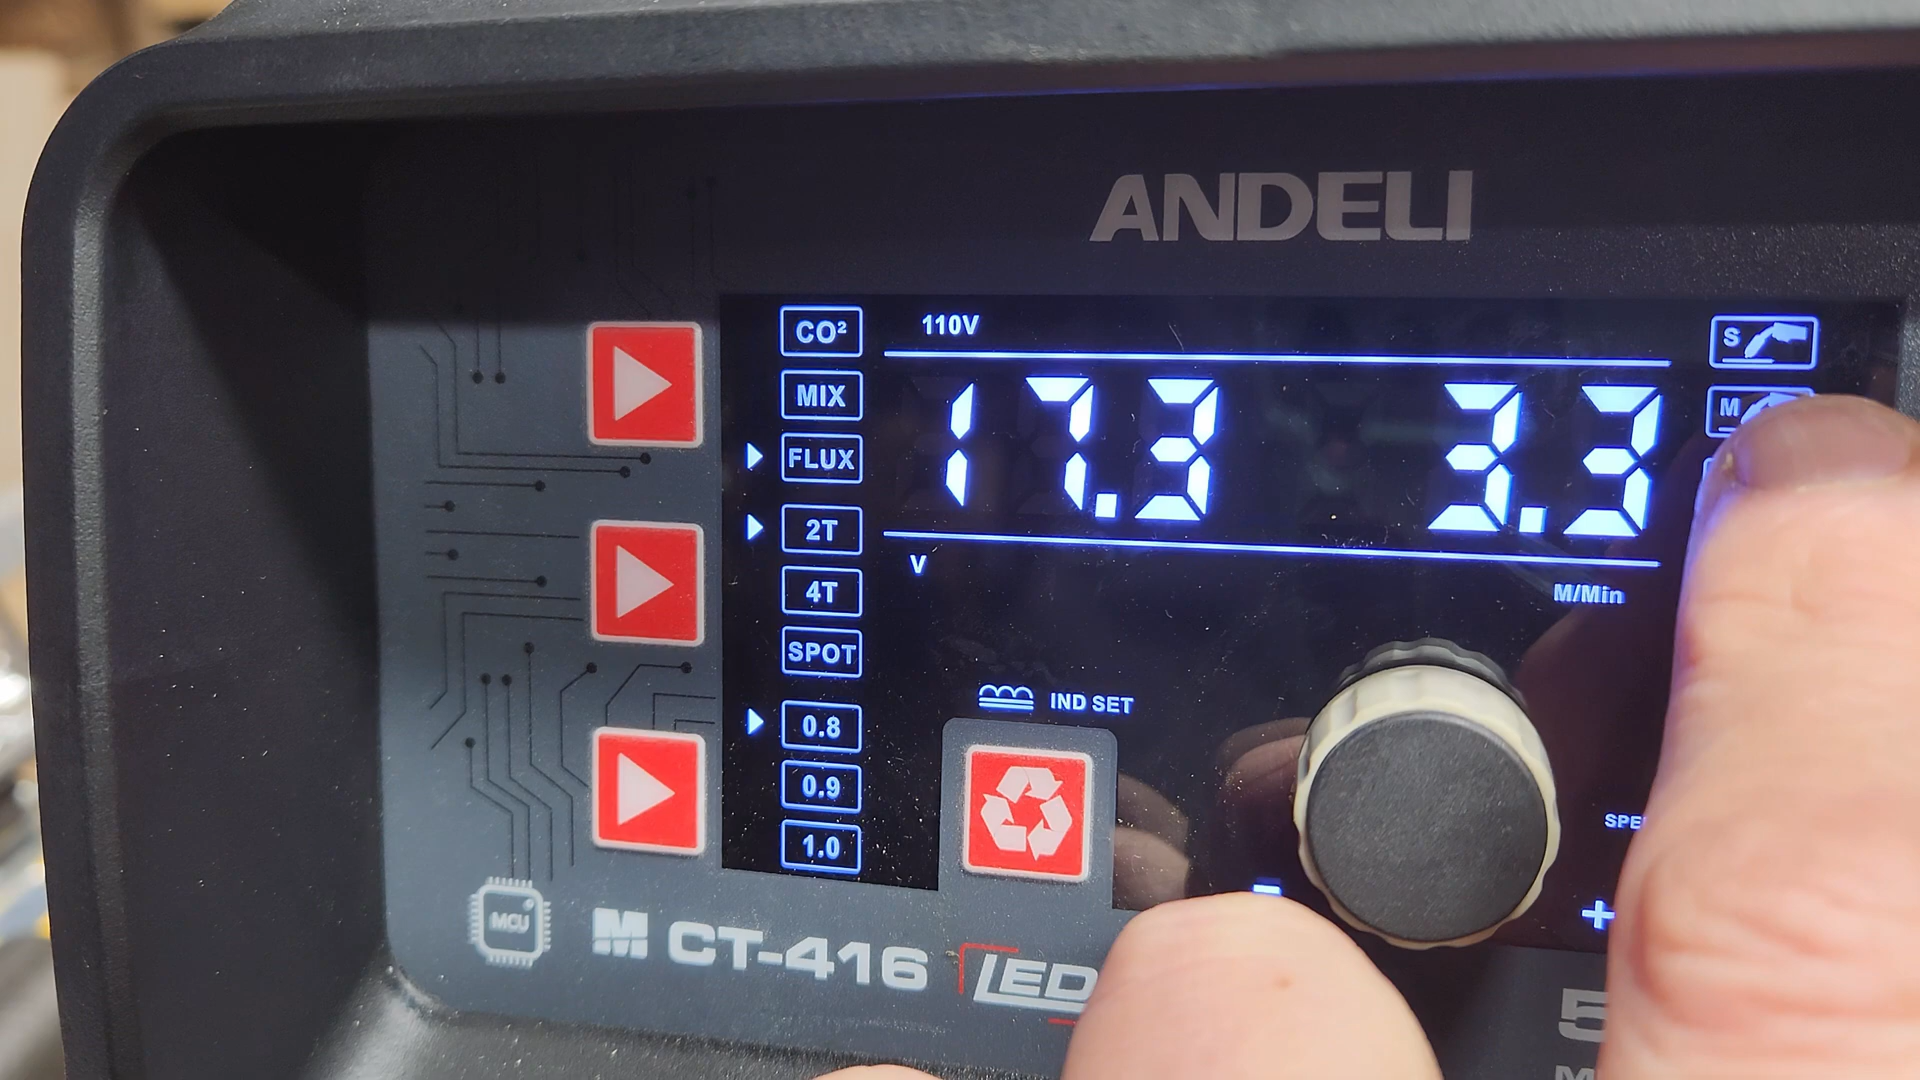 ANDELI
CO²
110V
S
MIX
17.3
3.3
M
FLUX
2T
V
4T
M/Min
SPOT
IND SET
0.8
0.9
1.0
-
+
MCU
CT-416
LED
5